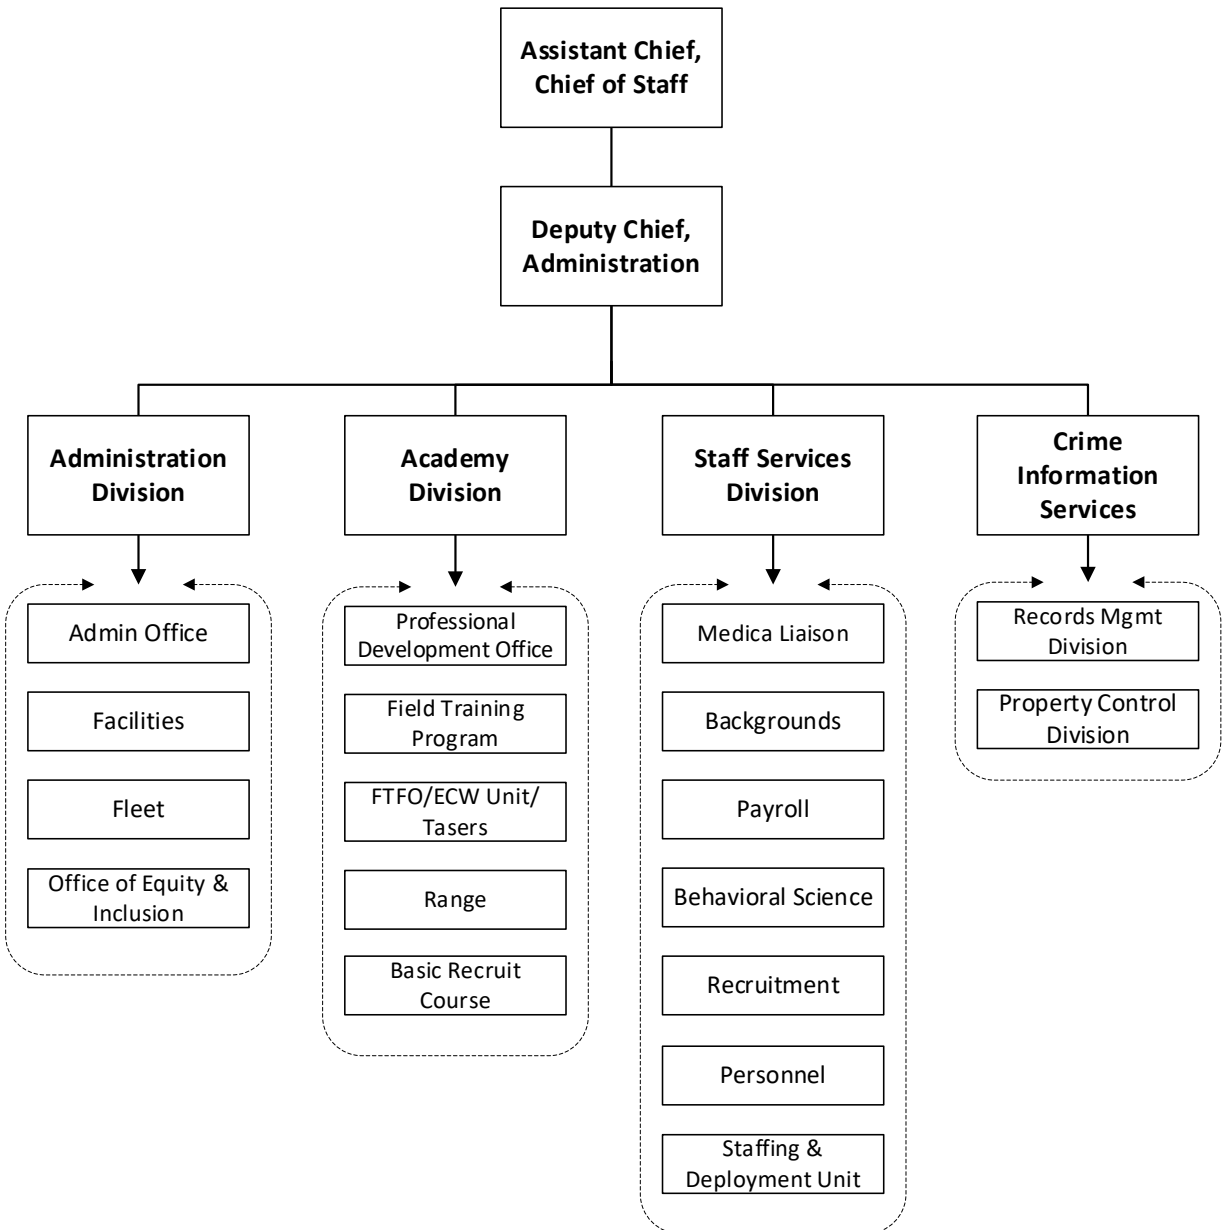 Assistant Chief,
Chief of Staff
Deputy Chief,
Administration
Administration
Division
Academy
Division
Staff Services
Division
Crime
Information
Services
Admin Office
Facilities
Fleet
Office of Equity &
Inclusion
Professional
Development Office
Field Training
Program
FTFO/ECW Unit/
Tasers
Range
Basic Recruit
Course
Medica Liaison
Backgrounds
Payroll
Behavioral Science
Recruitment
Personnel
Staffing &
Deployment Unit
Records Mgmt
Division
Property Control
Division